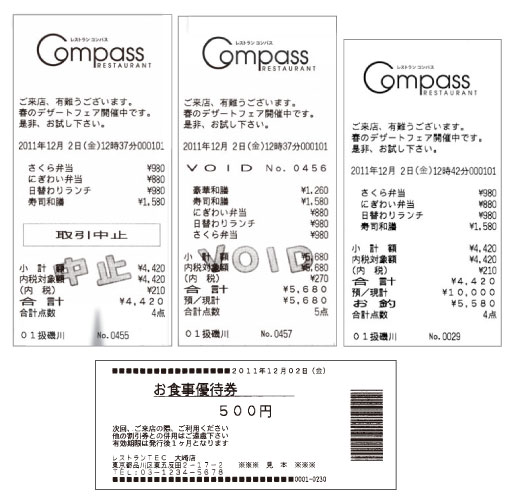 レストラン コンパス
Compass
RESTAURANT
ご来店、有難うございます。
春のデザートフェア開催中です。
是非、お試し下さい。
2011年12月 2日(金)12時37分000101
さくら弁当 ¥980
にぎわい弁当 ¥880
日替わりランチ ¥980
寿司和膳 ¥1,580
取引中止
中止
小 計 額 ¥4,420
内税対象額 ¥4,420
(内 税) ¥210
合 計 ¥4,420
合計点数 4点
01扱磯川 No.0455
レストラン コンパス
Compass
RESTAURANT
ご来店、有難うございます。
春のデザートフェア開催中です。
是非、お試し下さい。
2011年12月 2日(金)12時37分000101
VOID No.0456
豪華和膳 ¥1,260
寿司和膳 ¥1,580
にぎわい弁当 ¥880
日替わりランチ ¥980
さくら弁当 ¥980
VOID
小 計 額 ¥5,680
内税対象額 ¥5,680
(内 税) ¥270
合 計 ¥5,680
預/現計 ¥5,680
合計点数 5点
01扱磯川 No.0457
レストラン コンパス
Compass
RESTAURANT
ご来店、有難うございます。
春のデザートフェア開催中です。
是非、お試し下さい。
2011年12月 2日(金)12時42分000101
さくら弁当 ¥980
日替わりランチ ¥980
にぎわい弁当 ¥880
寿司和膳 ¥1,580
小 計 額 ¥4,420
内税対象額 ¥4,420
(内 税) ¥210
合 計 ¥4,420
預/現計 ¥10,000
お 釣 ¥5,580
合計点数 4点
01扱磯川 No.0029
2011年12月02日(金)
お食事優待券
500円
次回、ご来店の際、ご利用ください
他の割引券との併用はご遠慮下さい
有効期限は発行後1ヶ月となります
レストランTEC 大崎店
東京都品川区東五反田2-17-2 ※※※ 見 本 ※※※
TEL:03-1234-5678
0001-0230